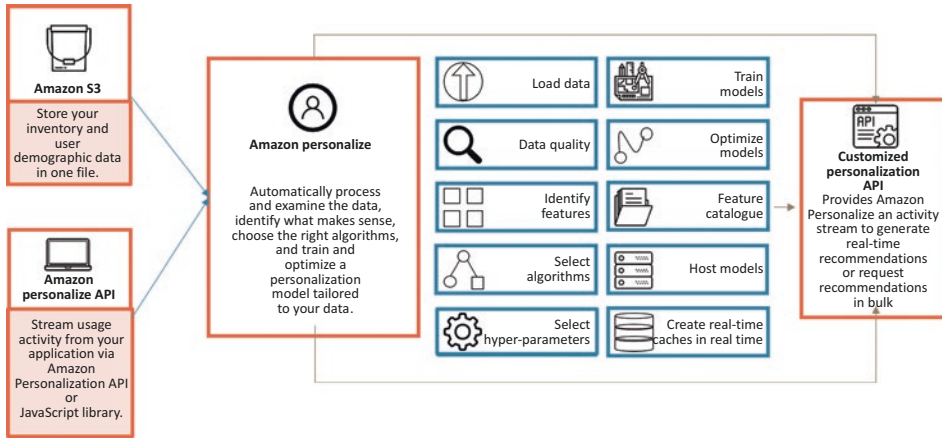 Amazon S3
Store your
inventory and
user
demographic data
in one file.
Amazon
personalize API
Stream usage
activity from your
application via
Amazon
Personalization API
or
JavaScript library.
Amazon personalize
Automatically process
and examine the data,
identify what makes sense,
choose the right algorithms,
and train and
optimize a
personalization
model tailored
to your data.
Load data
Train
models
Data quality
Optimize
models
Identify
features
Feature
catalogue
Select
algorithms
Host models
Select
hyper-parameters
Create real-time
caches in real time
API
Customized
personalization
API
Provides Amazon
Personalize an activity
stream to generate
real-time
recommendations
or request
recommendations
in bulk